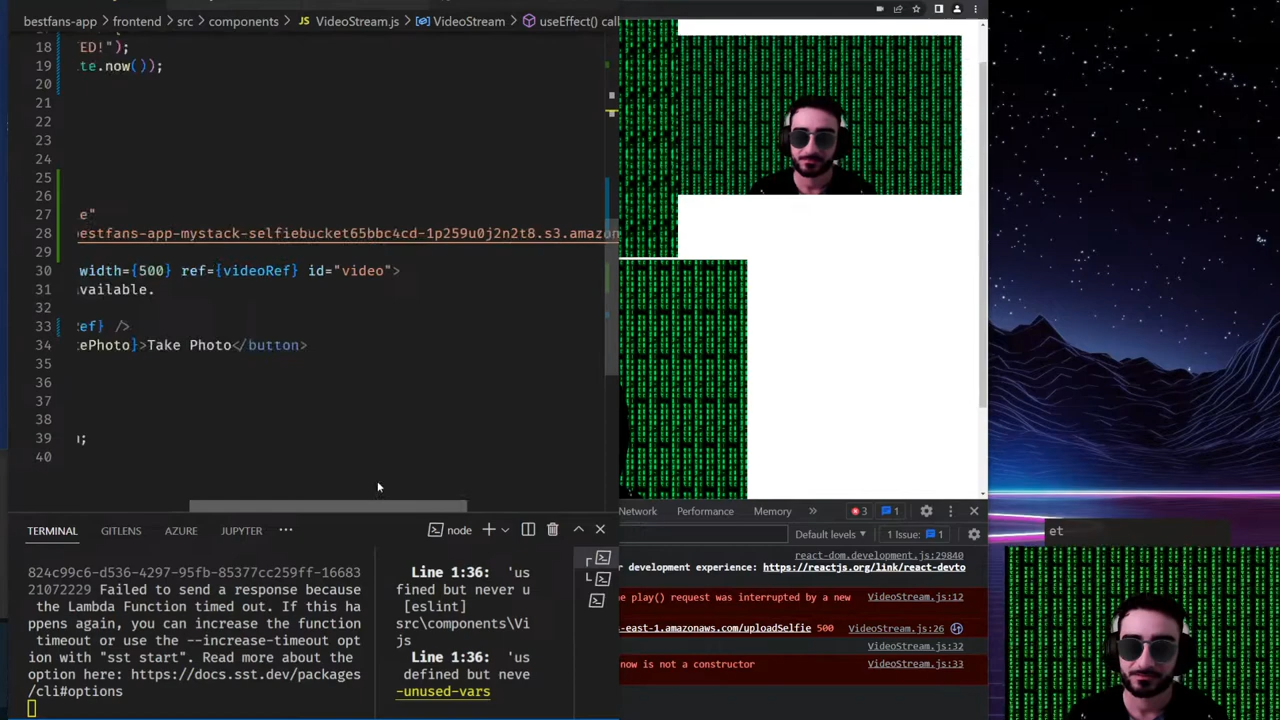 bestfans-app > frontend > src > components > JS VideoStream.js > VideoStream > useEffect() call
18 ED!");
19 te.now());
20
21
22
23
24
25
26
27 e"
28 estfans-app-mystack-selfiebucket65bbc4cd-1p259u0j2n2t8.s3.amazon
29
30 width={500} ref={videoRef} id="video">
31 vailable.
32
33 ef} />
34 ePhoto}>Take Photo</button>
35
36
37
38
39 ;
40
TERMINAL GITLENS AZURE JUPYTER ... node
824c99c6-d536-4297-95fb-85377cc239ff-16683
21072229 Failed to send a response because
the Lambda Function timed out. If this ha
ppens again, you can increase the function
timeout or use the --increase-timeout opt
ion with "sst start". Read more about the
option here: https://docs.sst.dev/packages
/cli#options
Line 1:36: 'us
fined but never u
[eslint]
src\components\Vi
js
Line 1:36: 'us
defined but neve
-unused-vars
Network Performance Memory » 3 1
Default levels 1 Issue: 1
react-dom.development.js:29840
r development experience: https://reactjs.org/link/react-devto
e play() request was interrupted by a new VideoStream.js:12
-east-1.amazonaws.com/uploadSelfie 500 VideoStream.js:26
VideoStream.js:32
now is not a constructor VideoStream.js:33
et